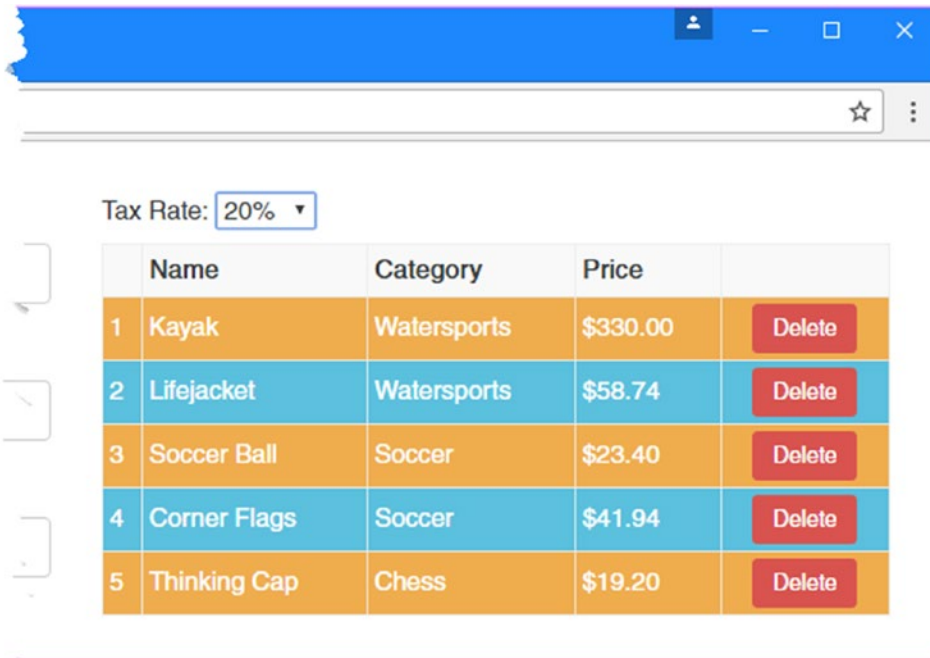 Tax Rate: 20%
Name Category Price
1 Kayak Watersports $330.00 Delete
2 Lifejacket Watersports $58.74 Delete
3 Soccer Ball Soccer $23.40 Delete
4 Corner Flags Soccer $41.94 Delete
5 Thinking Cap Chess $19.20 Delete